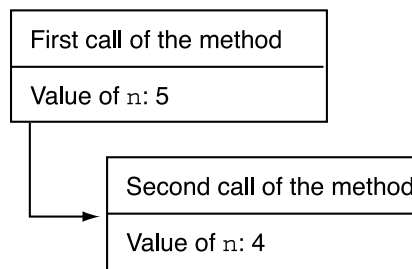 First call of the method
Value of n: 5
Second call of the method
Value of n: 4